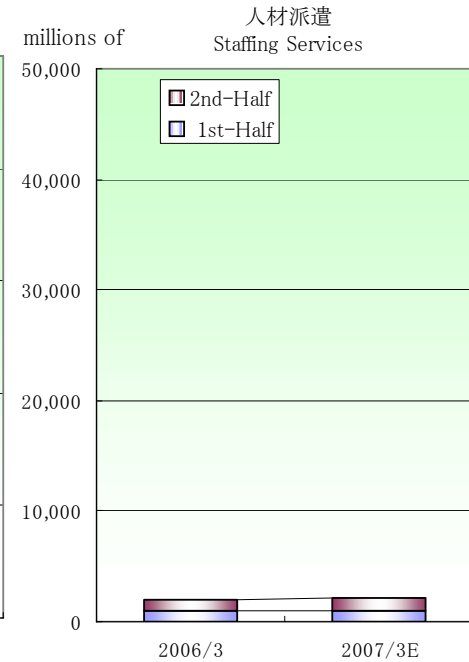 人材派遣
millions of
Staffing Services
50,000
2nd-Half
1st-Half
40,000
30,000
20,000
10,000
0
2006/3
2007/3E